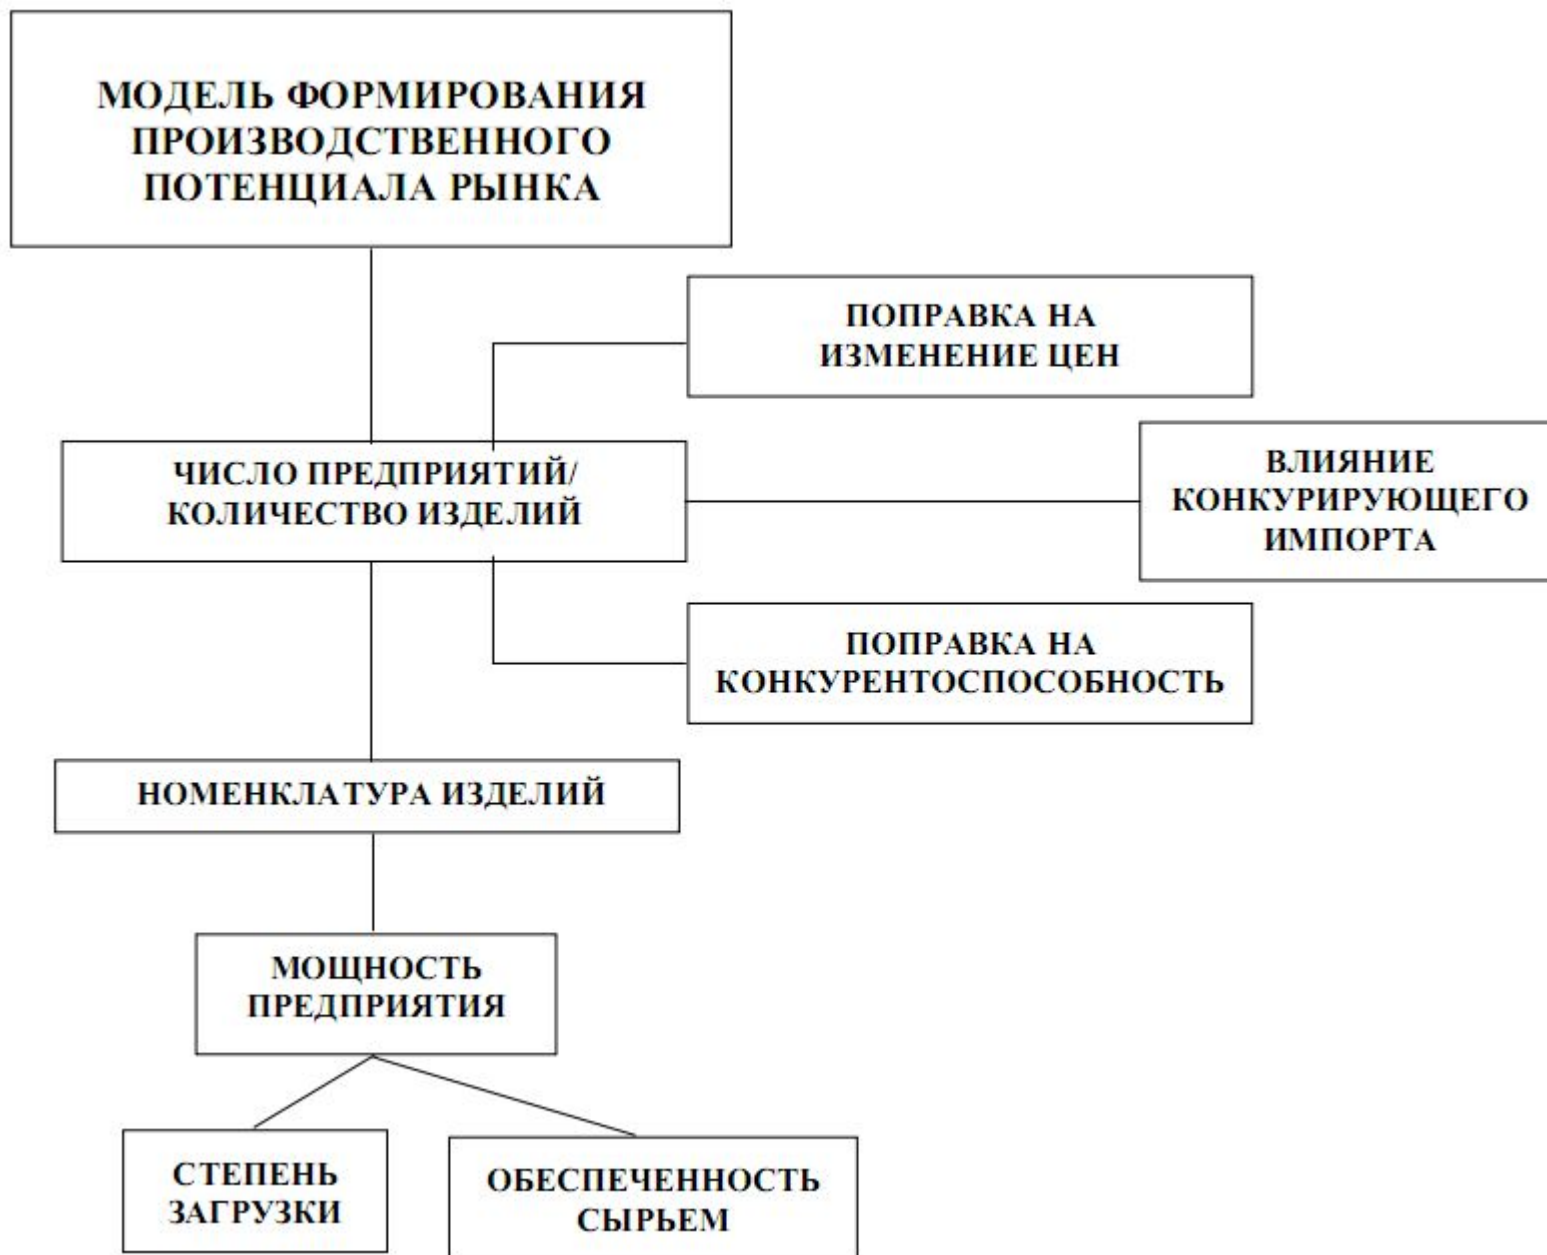 МОДЕЛЬ ФОРМИРОВАНИЯ
ПРОИЗВОДСТВЕННОГО
ПОТЕНЦИАЛА РЫНКА
ПОПРАВКА НА
ИЗМЕНЕНИЕ ЦЕН
ЧИСЛО ПРЕДПРИЯТИЙ/
КОЛИЧЕСТВО ИЗДЕЛИЙ
ВЛИЯНИЕ
КОНКУРИРУЮЩЕГО
ИМПОРТА
ПОПРАВКА НА
КОНКУРЕНТОСПОСОБНОСТЬ
НОМЕНКЛАТУРА ИЗДЕЛИЙ
МОЩНОСТЬ
ПРЕДПРИЯТИЯ
СТЕПЕНЬ
ЗАГРУЗКИ
ОБЕСПЕЧЕННОСТЬ
СЫРЬЕМ